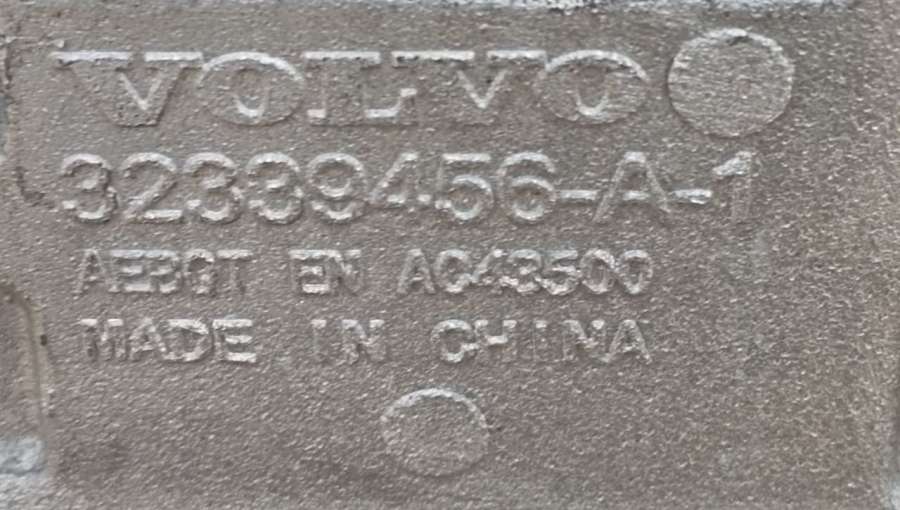 VOLVO
32339456-A-1
AEBGT EN AC43500
MADE IN CHINA